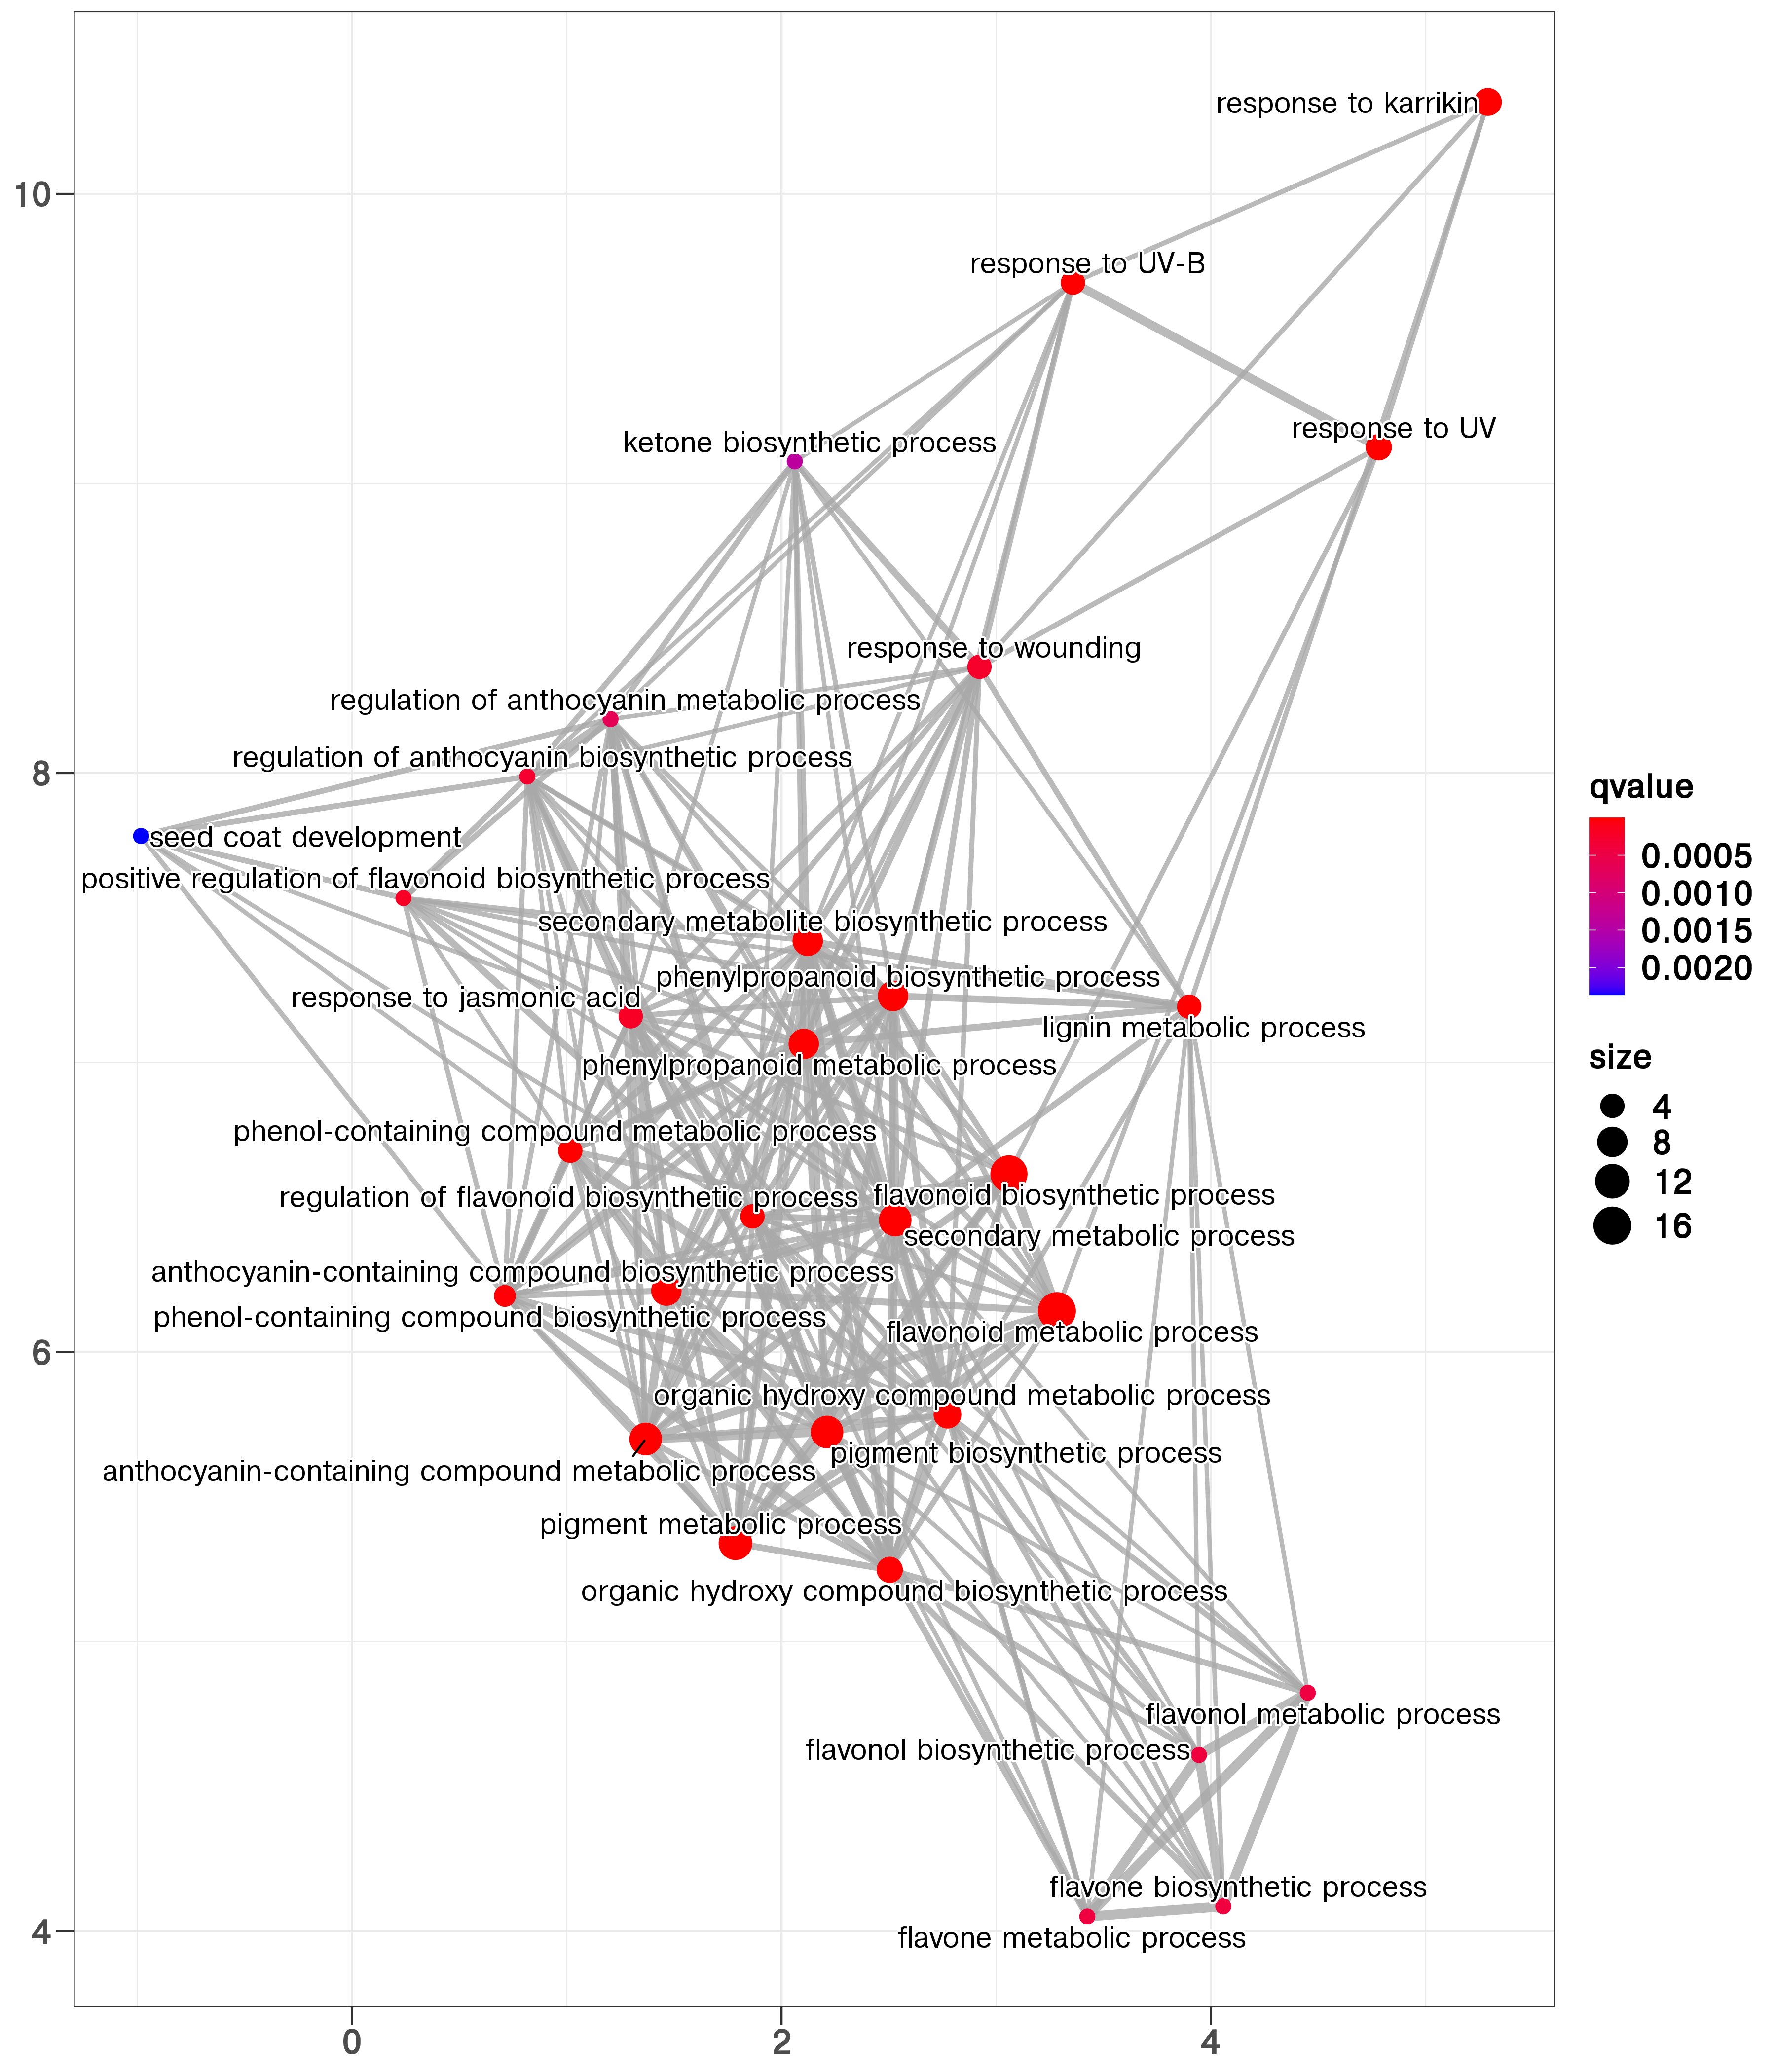 response to karrikin
10
response to UV-B
response to UV
ketone biosynthetic process
response to wounding
regulation of anthocyanin metabolic process
regulation of anthocyanin biosynthetic process
8
seed coat development
positive regulation of flavonoid biosynthetic process
secondary metabolite biosynthetic process
phenylpropanoid biosynthetic process
response to jasmonic acid
lignin metabolic process
phenylpropanoid metabolic process
phenol-containing compound metabolic process
regulation of flavonoid biosynthetic process
flavonoid biosynthetic process
secondary metabolic process
anthocyanin-containing compound biosynthetic process
phenol-containing compound biosynthetic process
flavonoid metabolic process
6
organic hydroxy compound metabolic process
pigment biosynthetic process
anthocyanin-containing compound metabolic process
pigment metabolic process
organic hydroxy compound biosynthetic process
flavonol metabolic process
flavonol biosynthetic process
flavone biosynthetic process
4
flavone metabolic process
0
2
4
qvalue
0.0005
0.0010
0.0015
0.0020
size
4
8
12
16